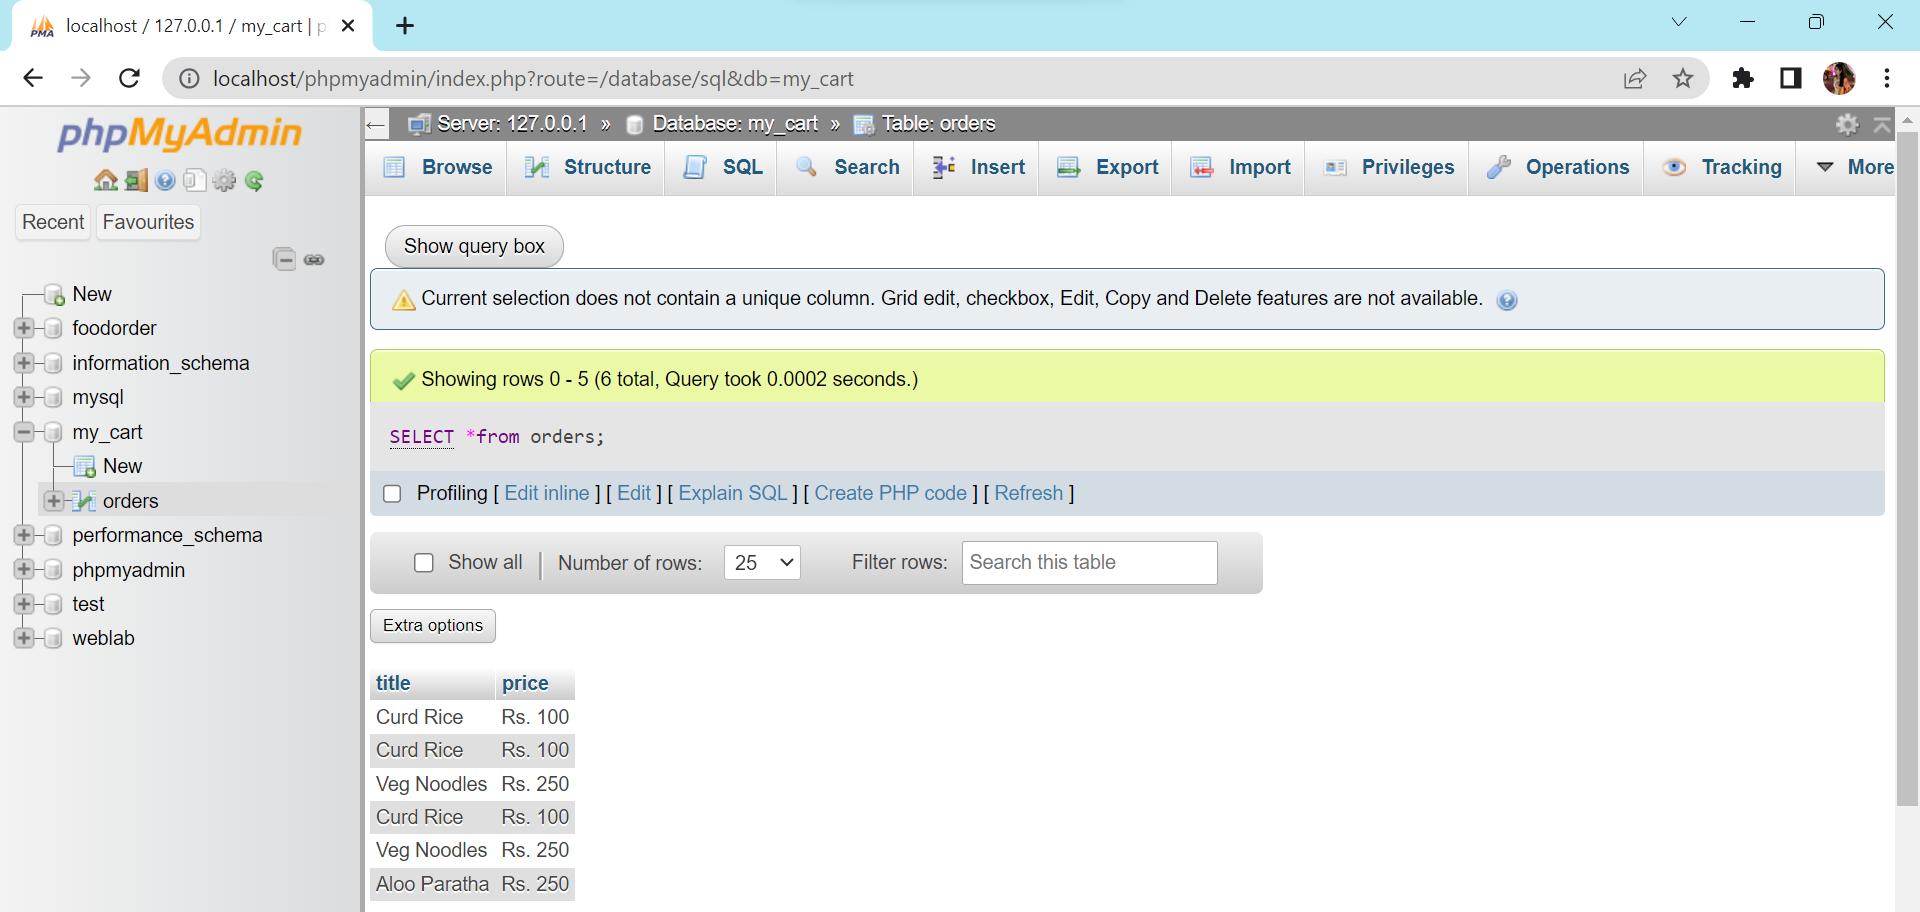 localhost / 127.0.0.1 / my_cart | p
localhost/phpmyadmin/index.php?route=/database/sql&db=my_cart
phpMyAdmin
Recent Favourites
New
foodorder
information_schema
mysql
my_cart
New
orders
performance_schema
phpmyadmin
test
weblab
Server: 127.0.0.1 » Database: my_cart » Table: orders
Browse Structure SQL Search Insert Export Import Privileges Operations Tracking More
Show query box
Current selection does not contain a unique column. Grid edit, checkbox, Edit, Copy and Delete features are not available.
Showing rows 0 - 5 (6 total, Query took 0.0002 seconds.)
SELECT *from orders;
Profiling [ Edit inline ] [ Edit ] [ Explain SQL ] [ Create PHP code ] [ Refresh ]
Show all | Number of rows: 25 Filter rows: Search this table
Extra options
title price
Curd Rice Rs. 100
Curd Rice Rs. 100
Veg Noodles Rs. 250
Curd Rice Rs. 100
Veg Noodles Rs. 250
Aloo Paratha Rs. 250